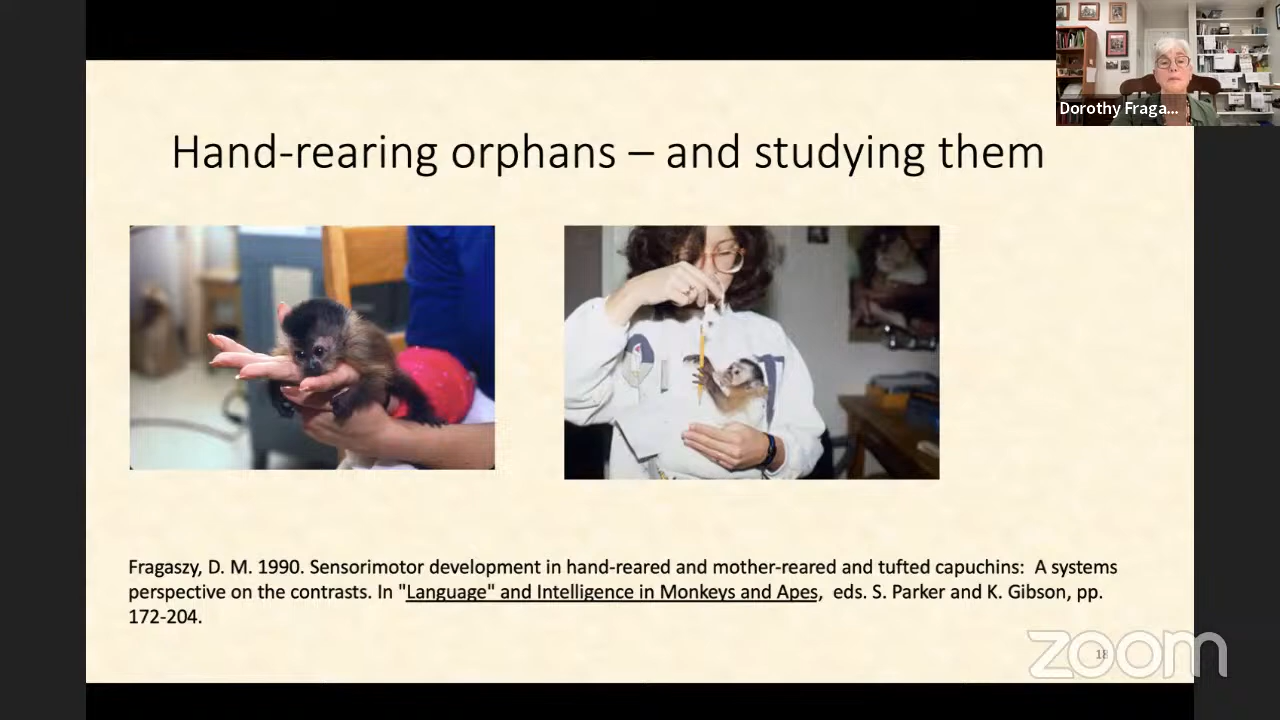 Dorothy Fraga...
Hand-rearing orphans – and studying them
Fragaszy, D. M. 1990. Sensorimotor development in hand-reared and mother-reared and tufted capuchins:  A systems
perspective on the contrasts. In "Language" and Intelligence in Monkeys and Apes,  eds. S. Parker and K. Gibson, pp.
172-204.
18
zoom